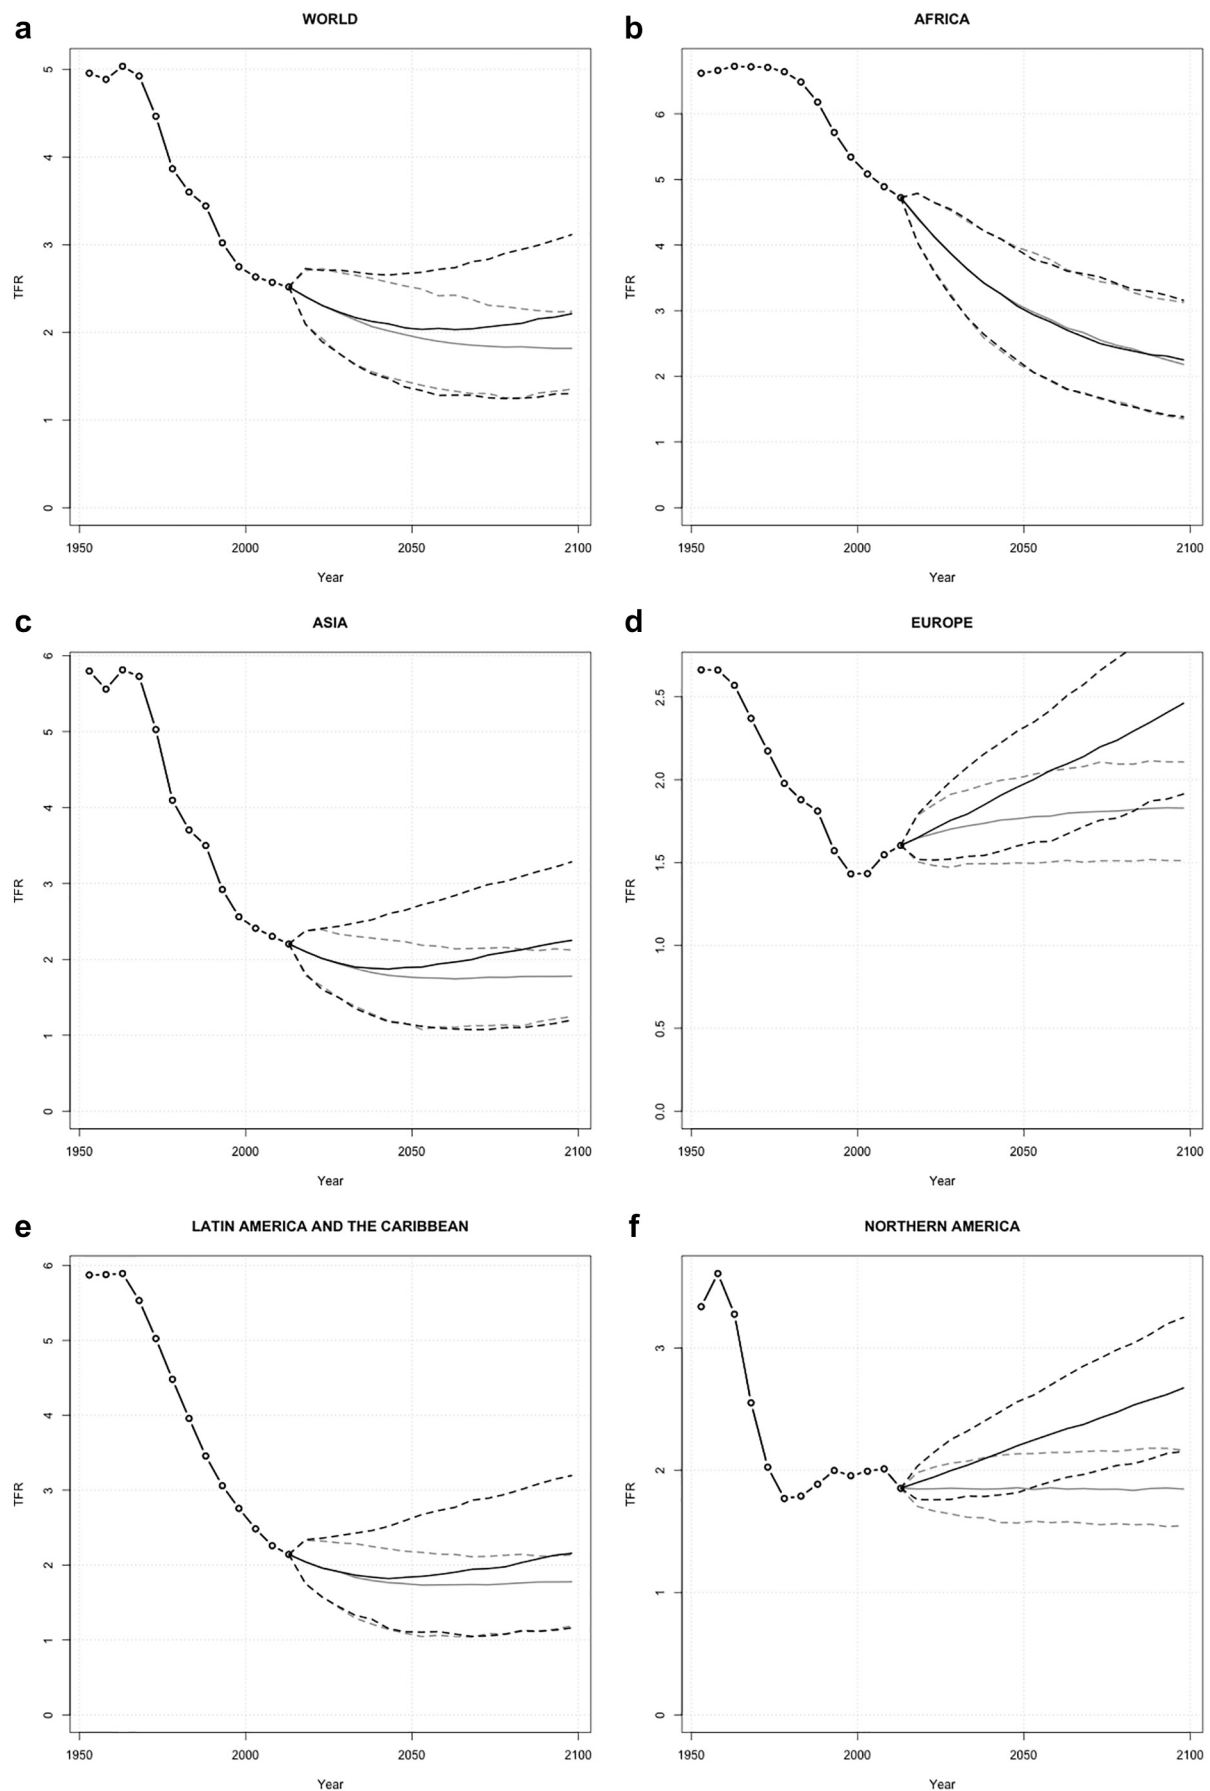 a
WORLD
TFR
5
4
3
2
1
0
1950 2000 2050 2100
Year
b
AFRICA
TFR
6
5
4
3
2
1
0
1950 2000 2050 2100
Year
c
ASIA
TFR
6
5
4
3
2
1
0
1950 2000 2050 2100
Year
d
EUROPE
TFR
2.5
2.0
1.5
1.0
0.5
0.0
1950 2000 2050 2100
Year
e
LATIN AMERICA AND THE CARIBBEAN
TFR
6
5
4
3
2
1
0
1950 2000 2050 2100
Year
f
NORTHERN AMERICA
TFR
3
2
1
0
1950 2000 2050 2100
Year